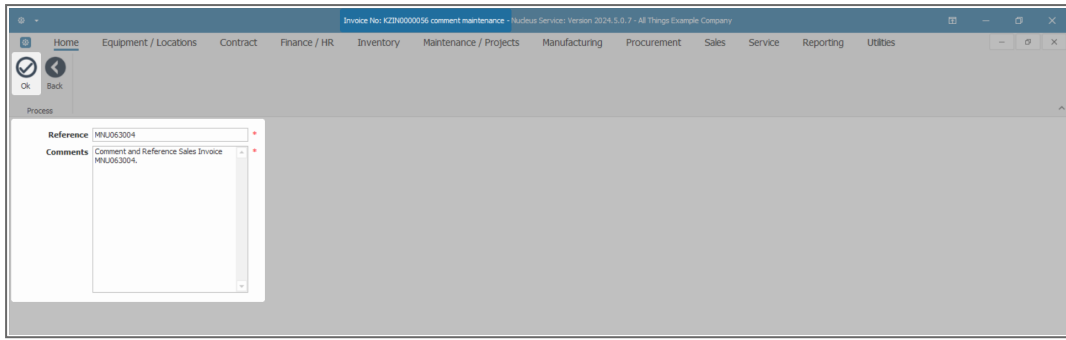 Invoice No: KZIN0000056 comment maintenance - Nucleus Service: Version 2024.5.0.7 - All Things Example Company
Home Equipment / Locations Contract Finance / HR Inventory Maintenance / Projects Manufacturing Procurement Sales Service Reporting Utilities
Ok Back
Process
Reference MNU063004 *
Comments Comment and Reference Sales Invoice *
MNU063004.